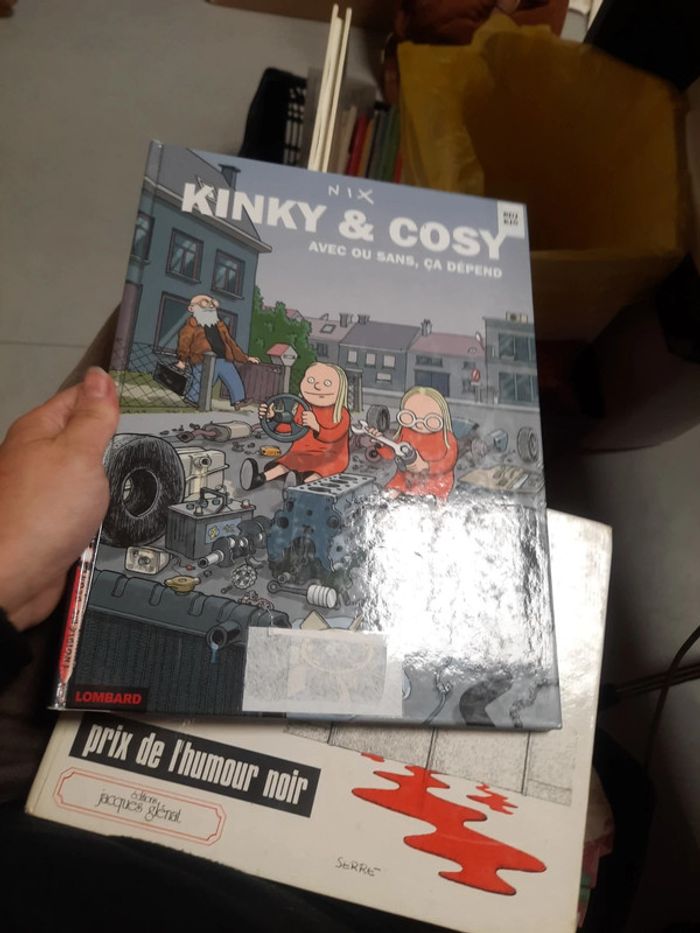 NIX
KINKY & COSY
AVEC OU SANS, ÇA DÉPEND
LOMBARD
prix de l'humour noir
éditions
jacques glénat
SERRE